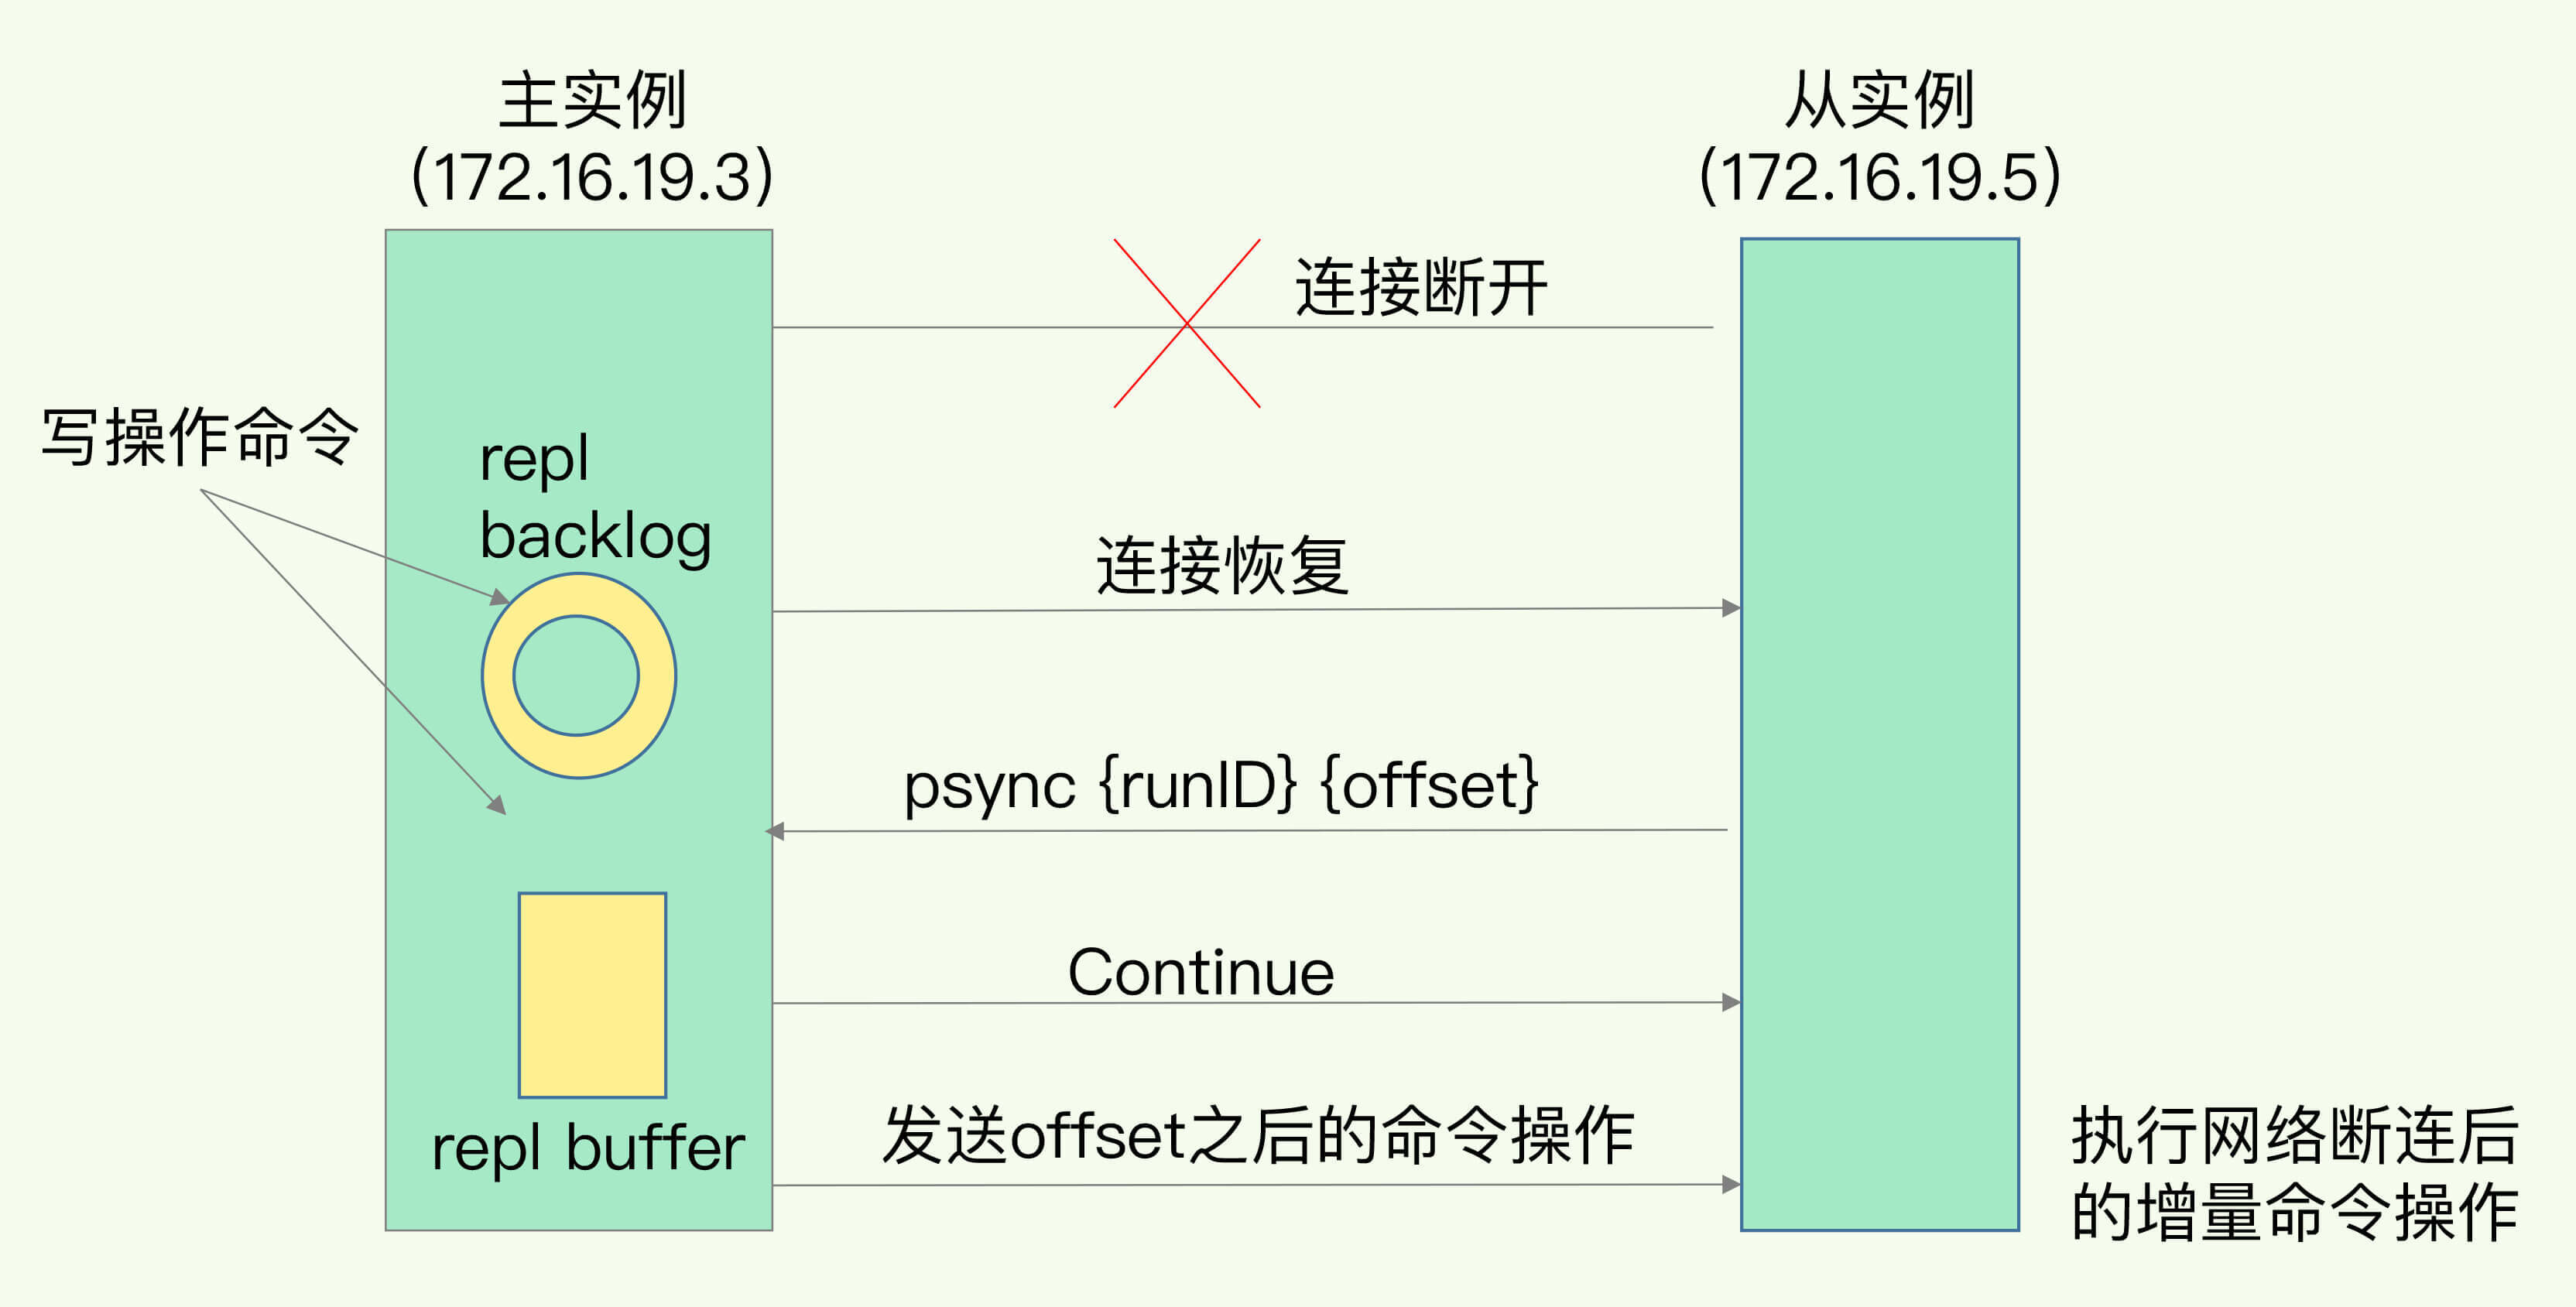 主实例
(172.16.19.3)
从实例
(172.16.19.5)
连接断开
写操作命令
repl
backlog
连接恢复
psync {runID} {offset}
Continue
repl buffer
发送offset之后的命令操作
执行网络断连后
的增量命令操作